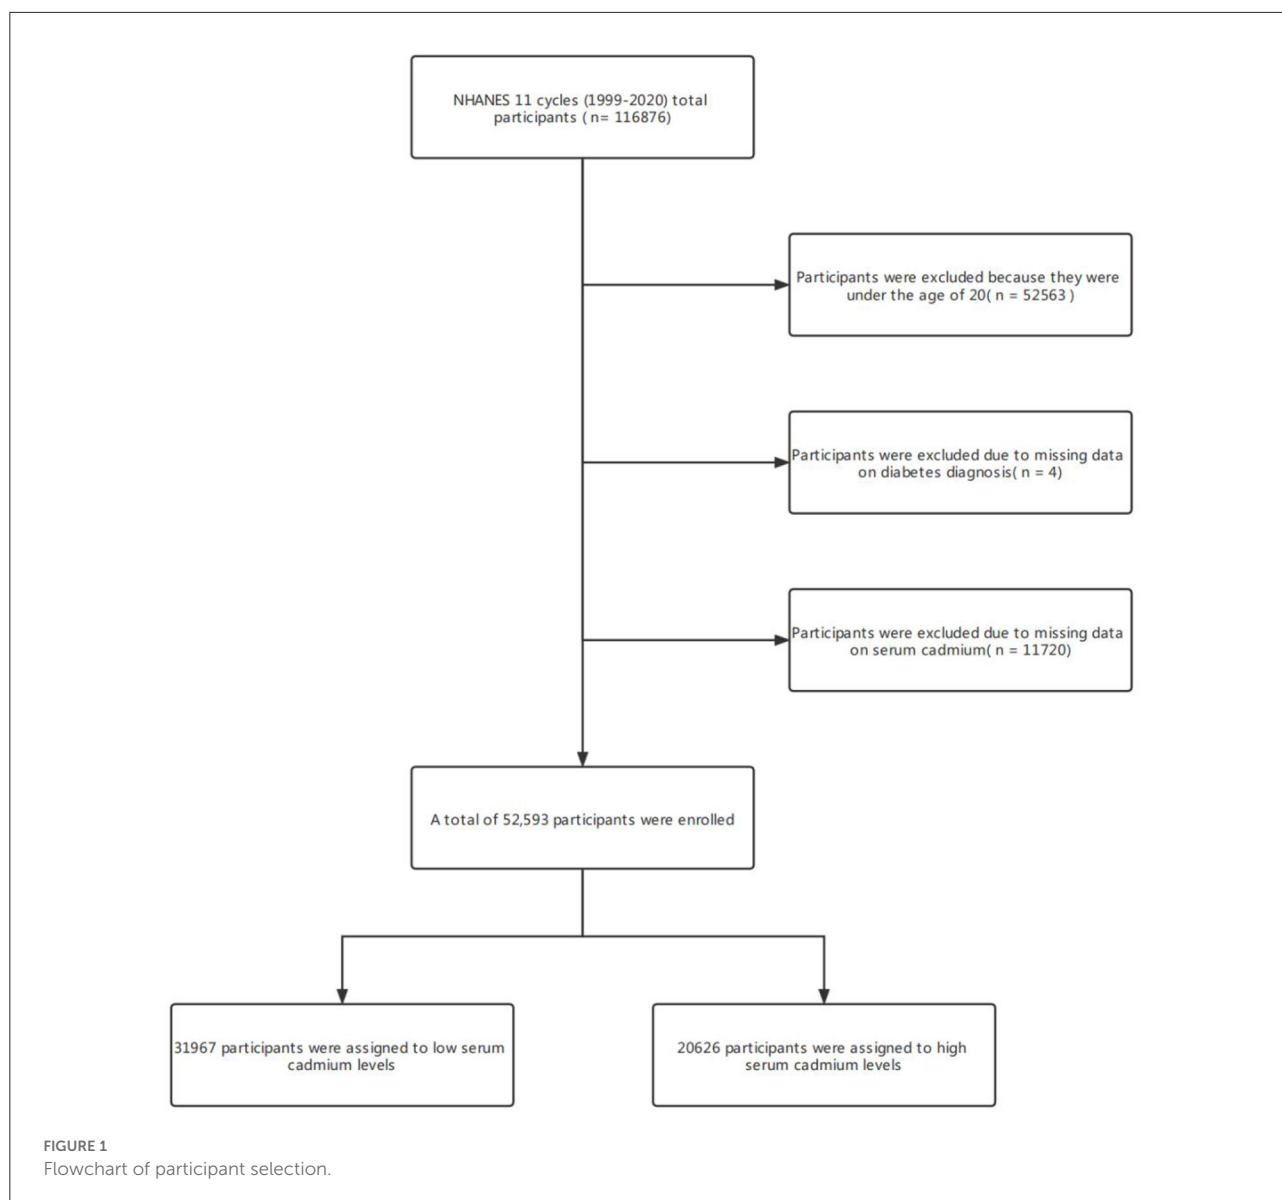 NHANES 11 cycles (1999-2020) total
participants ( n= 116876)
Participants were excluded because they were
under the age of 20( n = 52563 )
Participants were excluded due to missing data
on diabetes diagnosis( n = 4)
Participants were excluded due to missing data
on serum cadmium( n = 11720)
A total of 52,593 participants were enrolled
31967 participants were assigned to low serum
cadmium levels
20626 participants were assigned to high
serum cadmium levels
FIGURE 1
Flowchart of participant selection.